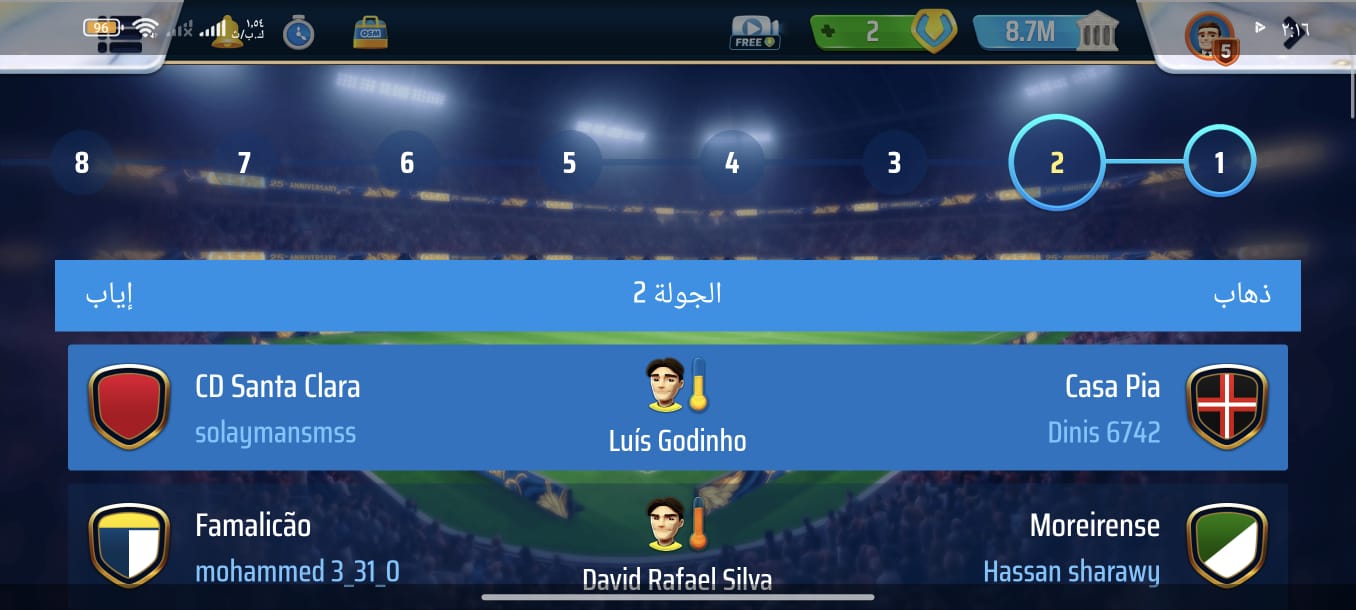 ٢:١٦
5
8.7M
2
FREE
OSM
١,٥٤
ك.ب/ث
96
1
2
3
4
5
6
7
8
25TH ANNIVERSARY
ذهاب
الجولة 2
إياب
Casa Pia
Dinis 6742
Luís Godinho
CD Santa Clara
solaymansmss
Moreirense
Hassan sharawy
David Rafael Silva
Famalicão
mohammed 3_31_0